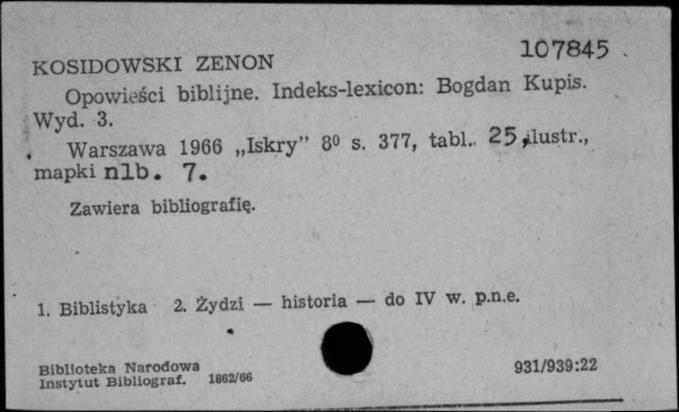 107845
KOSIDOWSKI ZENON
Opowieści biblijne. Indeks-lexicon: Bogdan Kupis.
Wyd. 3.
Warszawa 1966 „Iskry” 8⁰ s. 377, tabl. 25, ilustr.,
mapki nlb. 7.
Zawiera bibliografię.
1. Biblistyka 2. Żydzi — historia — do IV w. p.n.e.
Biblioteka Narodowa
Instytut Bibliograf. 1862/66
931/939:22